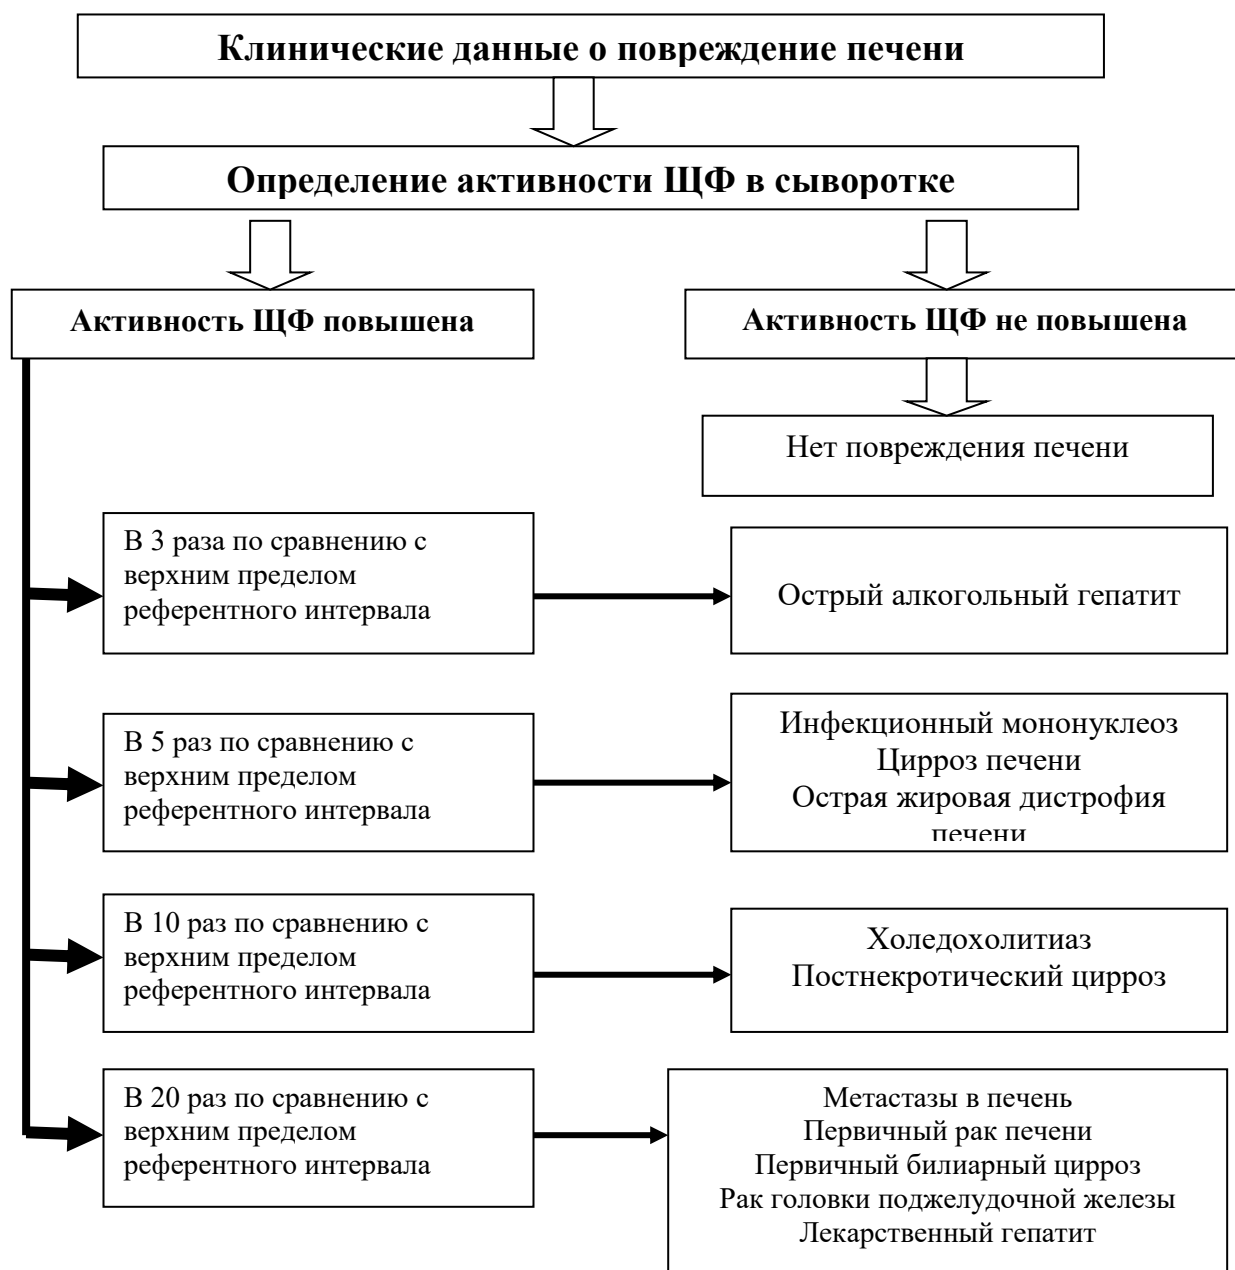 Клинические данные о повреждение печени
Определение активности ЩФ в сыворотке
Активность ЩФ повышена
Активность ЩФ не повышена
Нет повреждения печени
В 3 раза по сравнению с
верхним пределом
референтного интервала
Острый алкогольный гепатит
В 5 раз по сравнению с
верхним пределом
референтного интервала
Инфекционный мононуклеоз
Цирроз печени
Острая жировая дистрофия
печени
В 10 раз по сравнению с
верхним пределом
референтного интервала
Холедохолитиаз
Постнекротический цирроз
В 20 раз по сравнению с
верхним пределом
референтного интервала
Метастазы в печень
Первичный рак печени
Первичный билиарный цирроз
Рак головки поджелудочной железы
Лекарственный гепатит